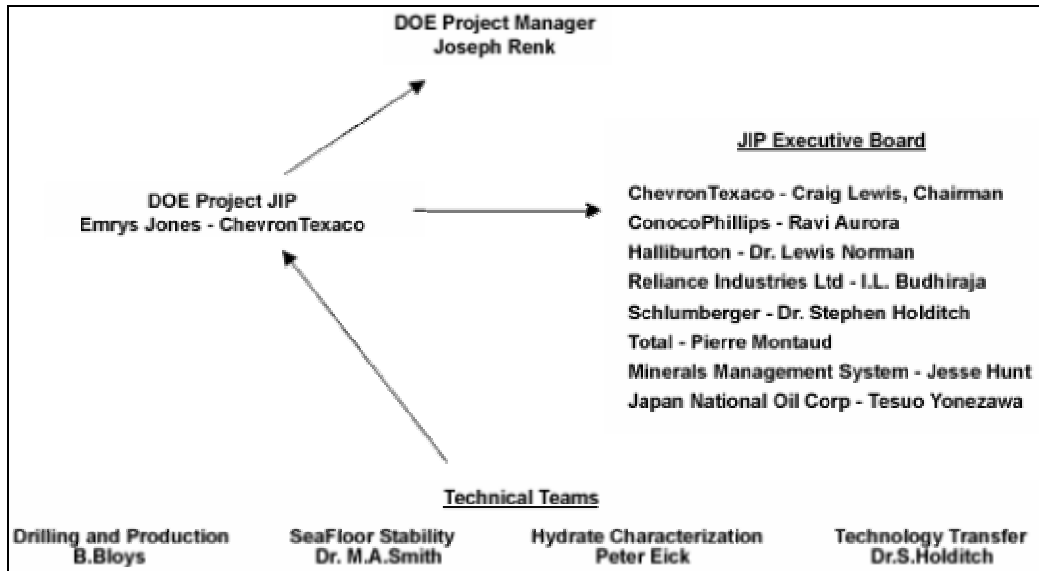 DOE Project Manager
Joseph Renk
JIP Executive Board
DOE Project JIP
Emrys Jones - ChevronTexaco
ChevronTexaco - Craig Lewis, Chairman
ConocoPhillips - Ravi Aurora
Halliburton - Dr. Lewis Norman
Reliance Industries Ltd - I.L. Budhiraja
Schlumberger - Dr. Stephen Holditch
Total - Pierre Montaud
Minerals Management System - Jesse Hunt
Japan National Oil Corp - Tesuo Yonezawa
Technical Teams
Drilling and Production
B.Bloys
SeaFloor Stability
Dr. M.A.Smith
Hydrate Characterization
Peter Eick
Technology Transfer
Dr.S.Holditch